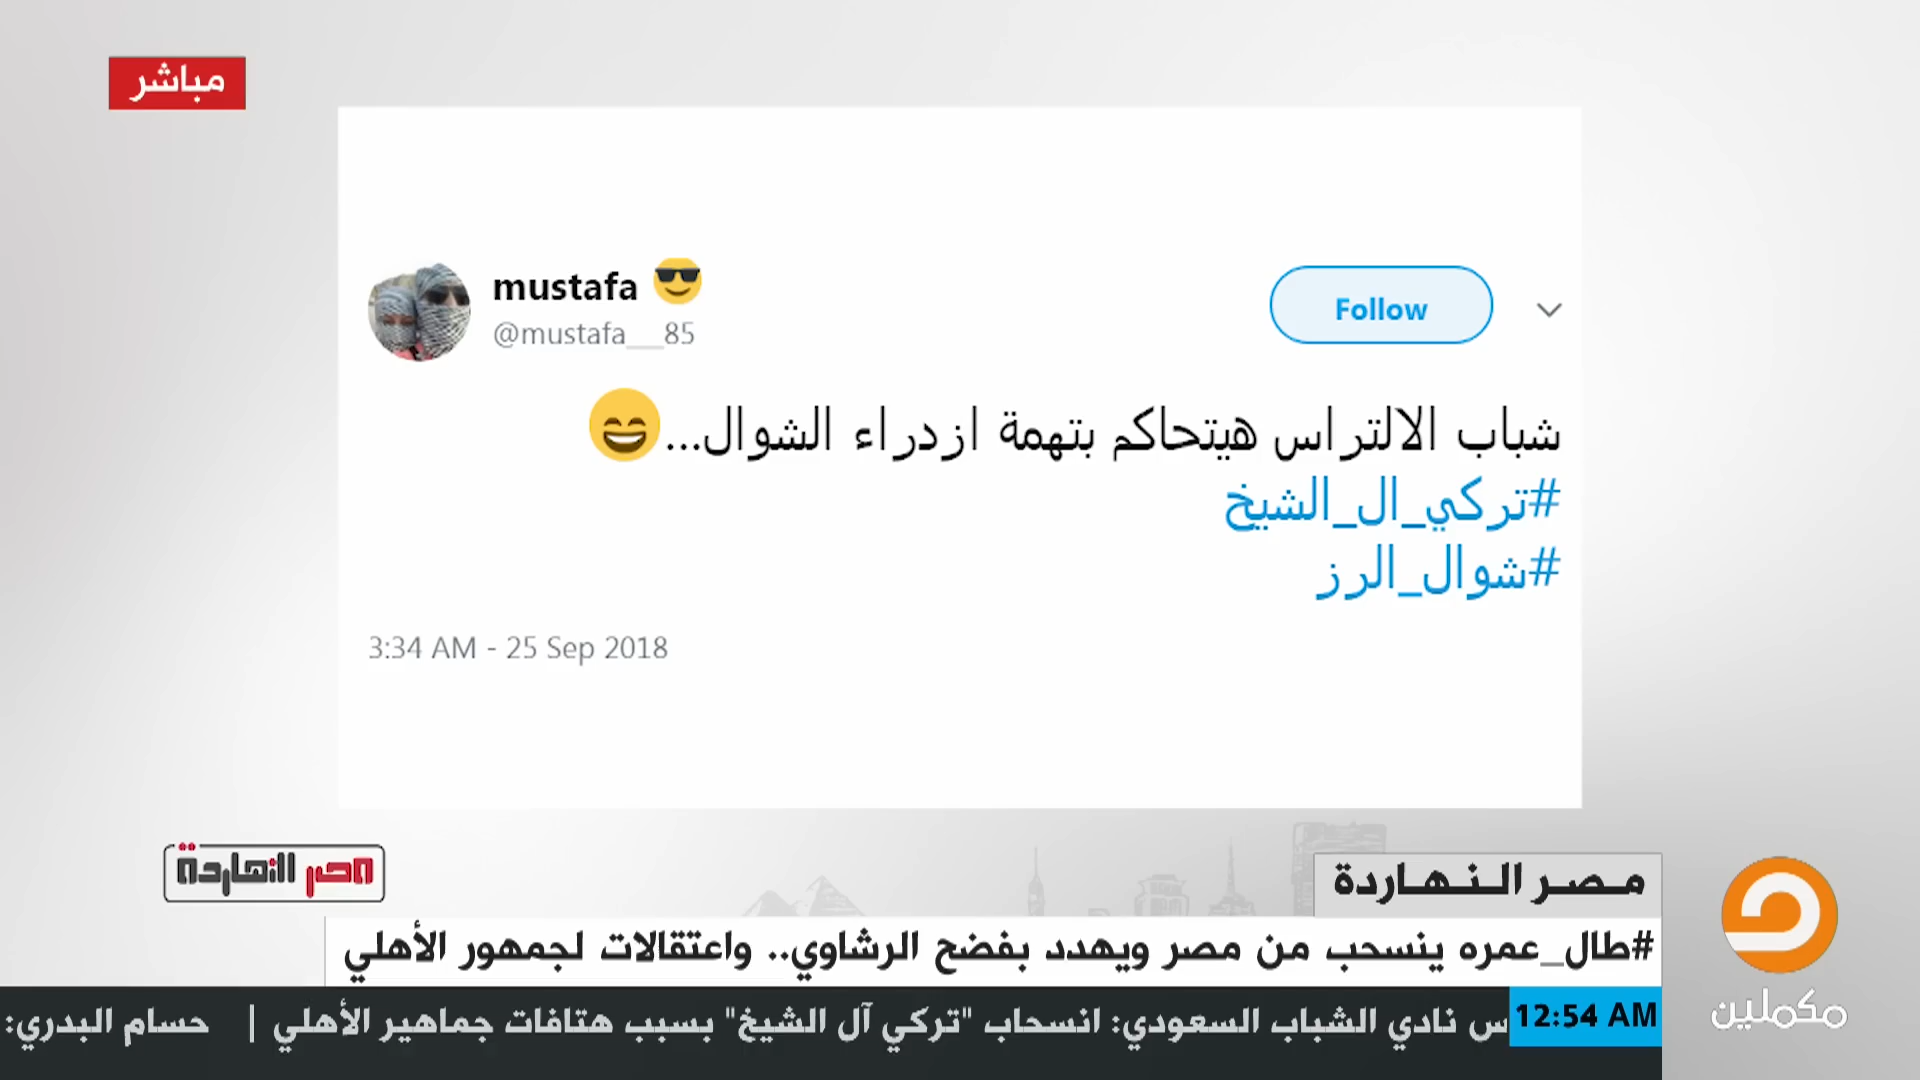 مباشر
mustafa 😎
@mustafa___85
Follow
شباب الالتراس هيتحاكم بتهمة ازدراء الشوال...😄
#تركي_ال_الشيخ
#شوال_الرز
3:34 AM - 25 Sep 2018
مصر النهاردة
مصر النهاردة
#طال_عمره ينسحب من مصر ويهدد بفضح الرشاوي.. واعتقالات لجمهور الأهلي
12:54 AM
س نادي الشباب السعودي: انسحاب "تركي آل الشيخ" بسبب هتافات جماهير الأهلي | حسام البدري:
مكملين